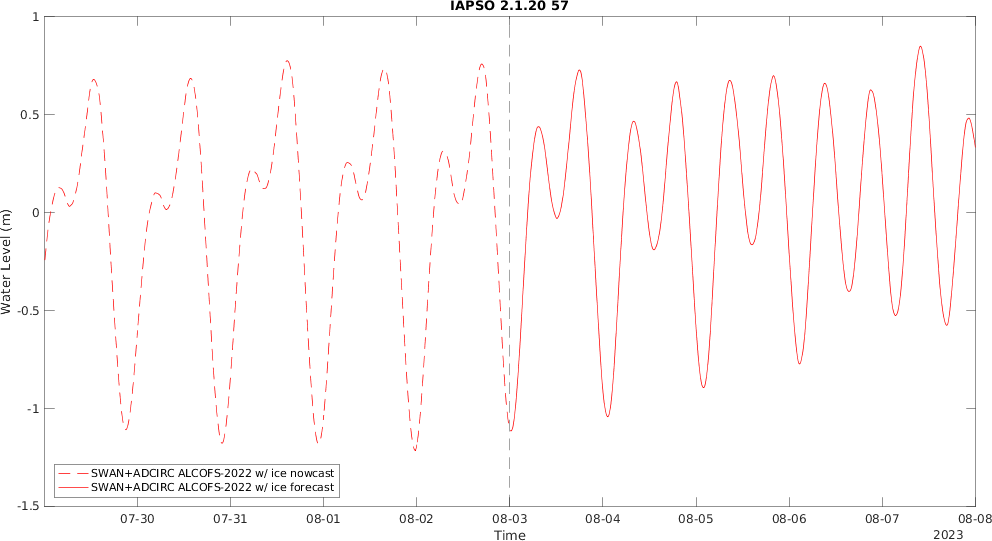 IAPSO 2.1.20 57
Water Level (m)
1
0.5
0
-0.5
-1
-1.5
SWAN+ADCIRC ALCOFS-2022 w/ ice nowcast
SWAN+ADCIRC ALCOFS-2022 w/ ice forecast
07-30 07-31 08-01 08-02 08-03 08-04 08-05 08-06 08-07 08-08
Time
2023